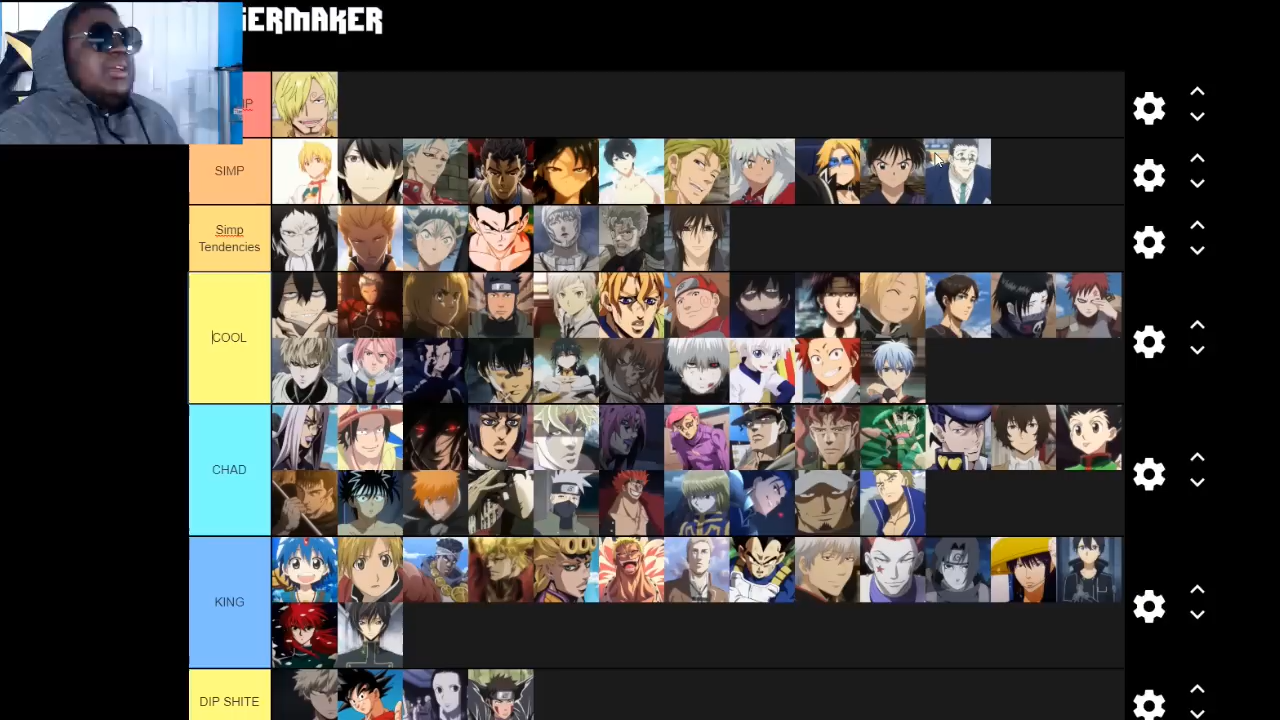 IERMAKER
P
SIMP
Simp
Tendencies
COOL
CHAD
KING
DIP SHITE